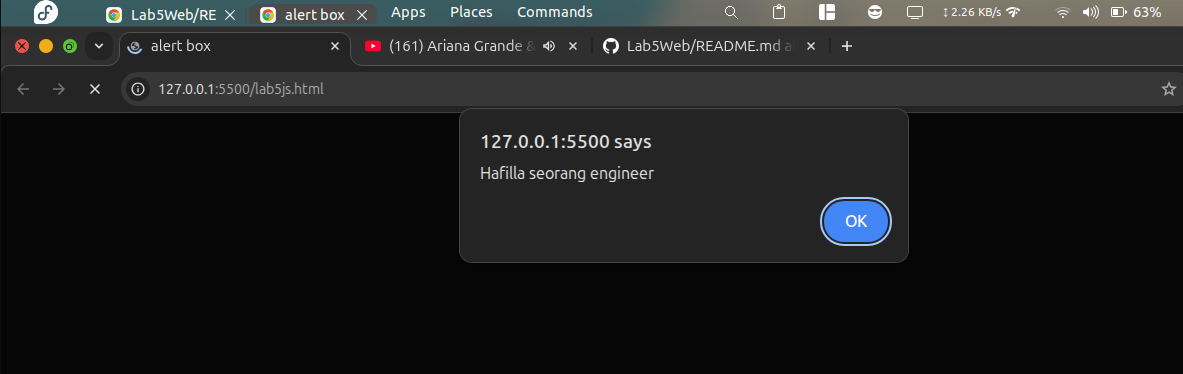 Lab5Web/RE alert box Apps Places Commands 2.26 KB/s 63%
alert box (161) Ariana Grande & Lab5Web/README.md a
127.0.0.1:5500/lab5js.html
127.0.0.1:5500 says
Hafilla seorang engineer
OK